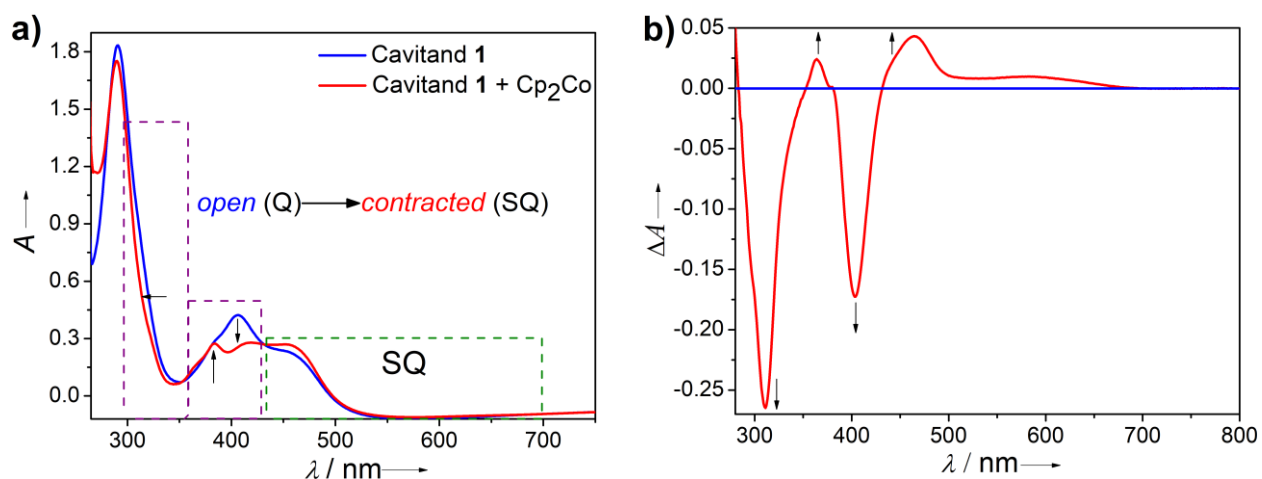 a)
Cavitand 1
Cavitand 1 + Cp2Co
open (Q) → contracted (SQ)
SQ
A →
1.8
1.5
1.2
0.9
0.6
0.3
0.0
300 400 500 600 700
λ / nm →
b)
ΔA →
0.05
0.00
-0.05
-0.10
-0.15
-0.20
-0.25
300 400 500 600 700 800
λ / nm →